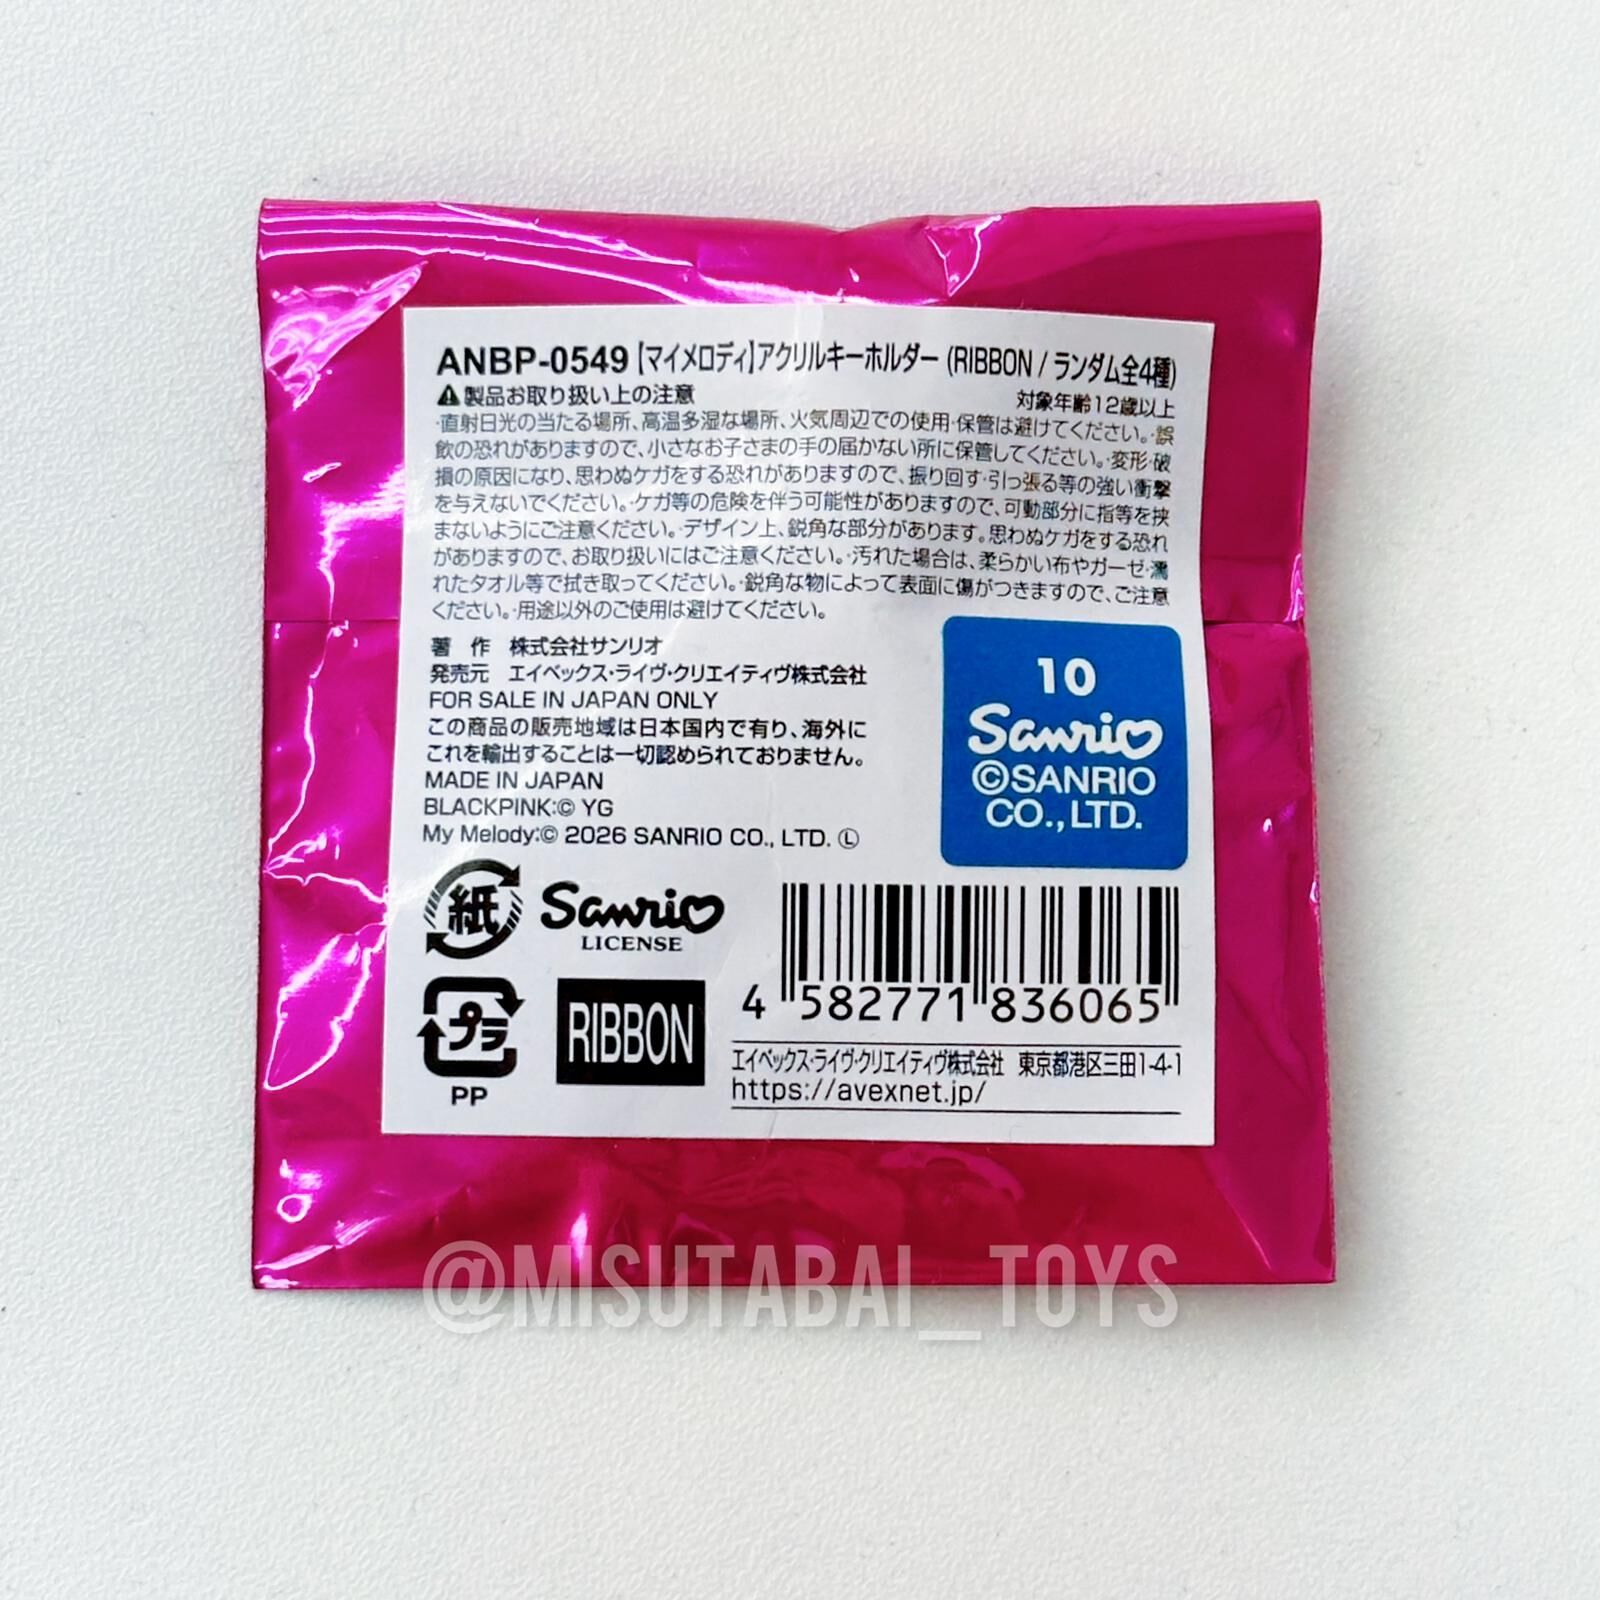 ANBP-0549【マイメロディ】アクリルキーホルダー (RIBBON / ランダム全4種)
⚠製品お取り扱い上の注意 対象年齢12歳以上
・直射日光の当たる場所、高温多湿な場所、火気周辺での使用・保管は避けてください。・誤
飲の恐れがありますので、小さなお子さまの手の届かない所に保管してください。・変形・破
損の原因になり、思わぬケガをする恐れがありますので、振り回す・引っ張る等の強い衝撃
を与えないでください。・ケガ等の危険を伴う可能性がありますので、可動部分に指等を挟
まないようにご注意ください。・デザイン上、鋭角な部分があります。思わぬケガをする恐れ
がありますので、お取り扱いにはご注意ください。・汚れた場合は、柔らかい布やガーゼ・濡
れたタオル等で拭き取ってください。・鋭角な物によって表面に傷がつきますので、ご注意
ください。・用途以外のご使用は避けてください。
著 作 株式会社サンリオ
発売元 エイベックス・ライヴ・クリエイティヴ株式会社
FOR SALE IN JAPAN ONLY
この商品の販売地域は日本国内で有り、海外に
これを輸出することは一切認められておりません。
MADE IN JAPAN
BLACKPINK:© YG
My Melody:© 2026 SANRIO CO., LTD. Ⓛ
10
Sanrio
©SANRIO
CO.,LTD.
紙
Sanrio
LICENSE
プラ
PP
RIBBON
4 582771 836065
エイベックス・ライヴ・クリエイティヴ株式会社 東京都港区三田1-4-1
https://avexnet.jp/
@MISUTABAI_TOYS